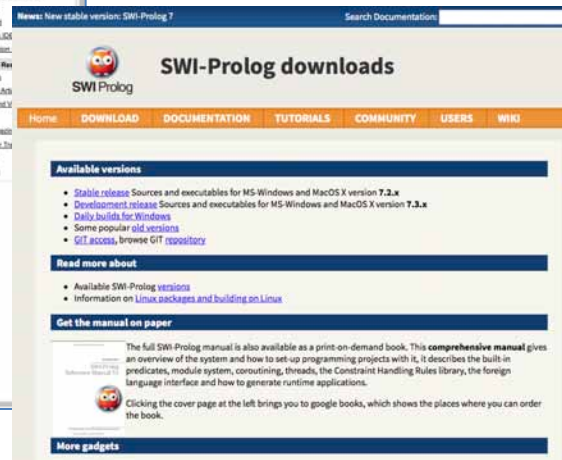 News: New stable version: SWI-Prolog 7
Search Documentation:
SWI Prolog
SWI-Prolog downloads
Home DOWNLOAD DOCUMENTATION TUTORIALS COMMUNITY USERS WIKI
Available versions
Stable release Sources and executables for MS-Windows and MacOS X version 7.2.x
Development release Sources and executables for MS-Windows and MacOS X version 7.3.x
Daily builds for Windows
Some popular old versions
GIT access, browse GIT repository
Read more about
Available SWI-Prolog versions
Information on Linux packages and building on Linux
Get the manual on paper
The full SWI-Prolog manual is also available as a print-on-demand book. This comprehensive manual gives
an overview of the system and how to set-up programming projects with it, it describes the built-in
predicates, module system, coroutining, threads, the Constraint Handling Rules library, the foreign
language interface and how to generate runtime applications.
Clicking the cover page at the left brings you to google books, which shows the places where you can order
the book.
More gadgets